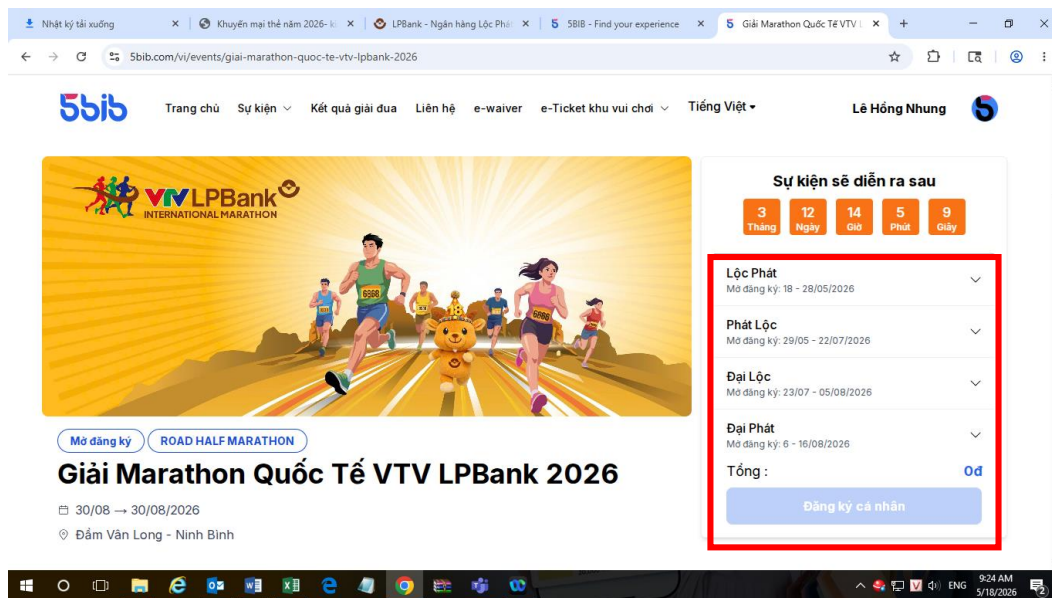 Nhật ký tải xuống
Khuyến mại thẻ năm 2026- k
LPBank - Ngân hàng Lộc Phá
5BIB - Find your experience
Giải Marathon Quốc Tế VTV L
5bib.com/vi/events/giai-marathon-quoc-te-vtv-lpbank-2026
5bib
Trang chủ
Sự kiện
Kết quả giải đua
Liên hệ
e-waiver
e-Ticket khu vui chơi
Tiếng Việt
Lê Hồng Nhung
5
VTV LPBank
INTERNATIONAL MARATHON
6868
6886
Sự kiện sẽ diễn ra sau
3 12 14 5 9
Tháng Ngày Giờ Phút Giây
Lộc Phát
Mở đăng ký: 18 - 28/05/2026
Phát Lộc
Mở đăng ký: 29/05 - 22/07/2026
Đại Lộc
Mở đăng ký: 23/07 - 05/08/2026
Đại Phát
Mở đăng ký: 6 - 16/08/2026
Tổng : 0đ
Đăng ký cá nhân
Mở đăng ký
ROAD HALF MARATHON
Giải Marathon Quốc Tế VTV LPBank 2026
30/08 → 30/08/2026
Đầm Vân Long - Ninh Bình
ENG
9:24 AM
5/18/2026
2